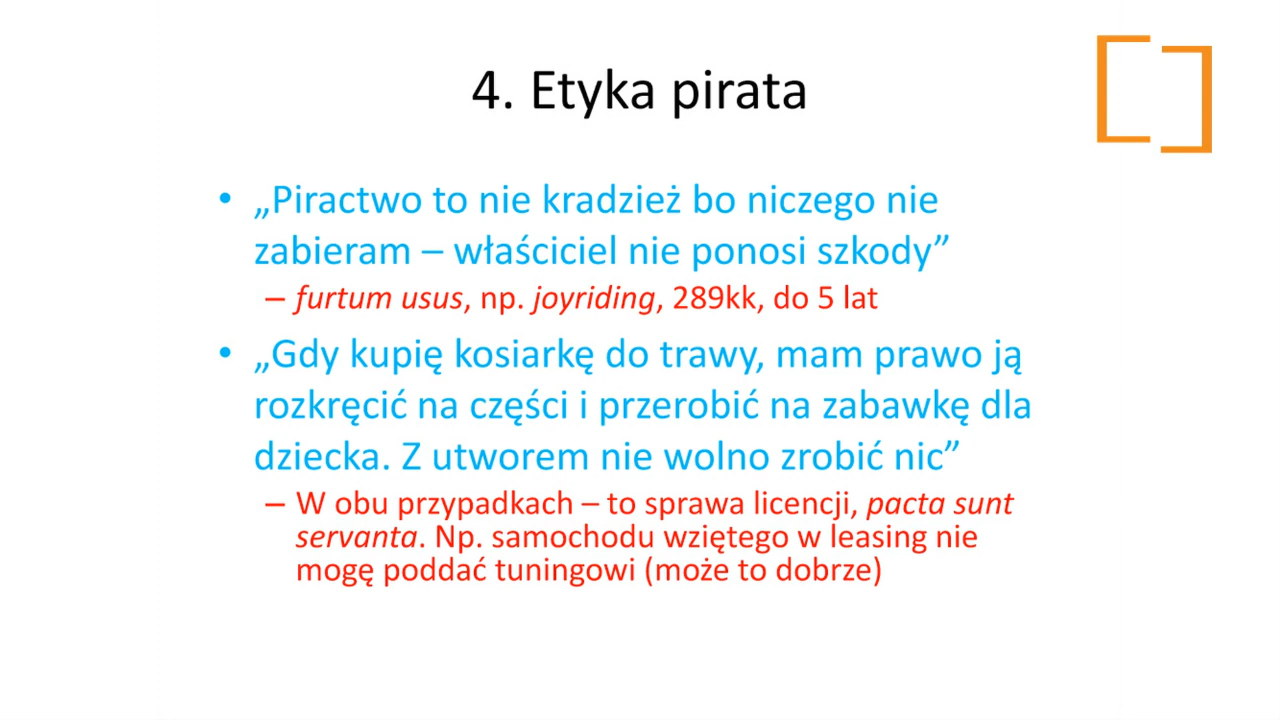 4. Etyka pirata
• „Piractwo to nie kradzież bo niczego nie
zabieram – właściciel nie ponosi szkody”
– furtum usus, np. joyriding, 289kk, do 5 lat
• „Gdy kupię kosiarkę do trawy, mam prawo ją
rozkręcić na części i przerobić na zabawkę dla
dziecka. Z utworem nie wolno zrobić nic”
– W obu przypadkach – to sprawa licencji, pacta sunt
servanta. Np. samochodu wziętego w leasing nie
mogę poddać tuningowi (może to dobrze)